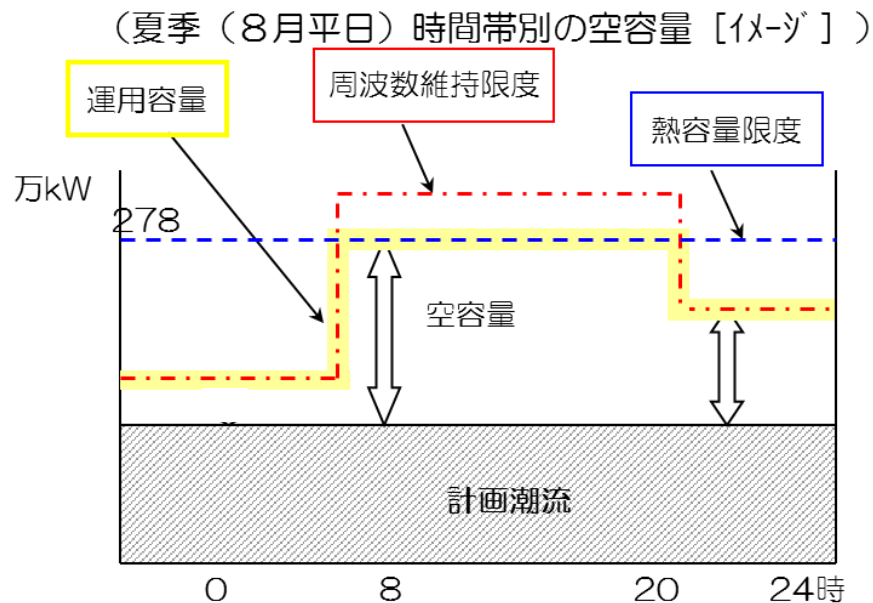 （夏季（８月平日）時間帯別の空容量［ｲﾒｰｼﾞ］）
運用容量
周波数維持限度
熱容量限度
万kW
278
空容量
計画潮流
0 8 20 24時